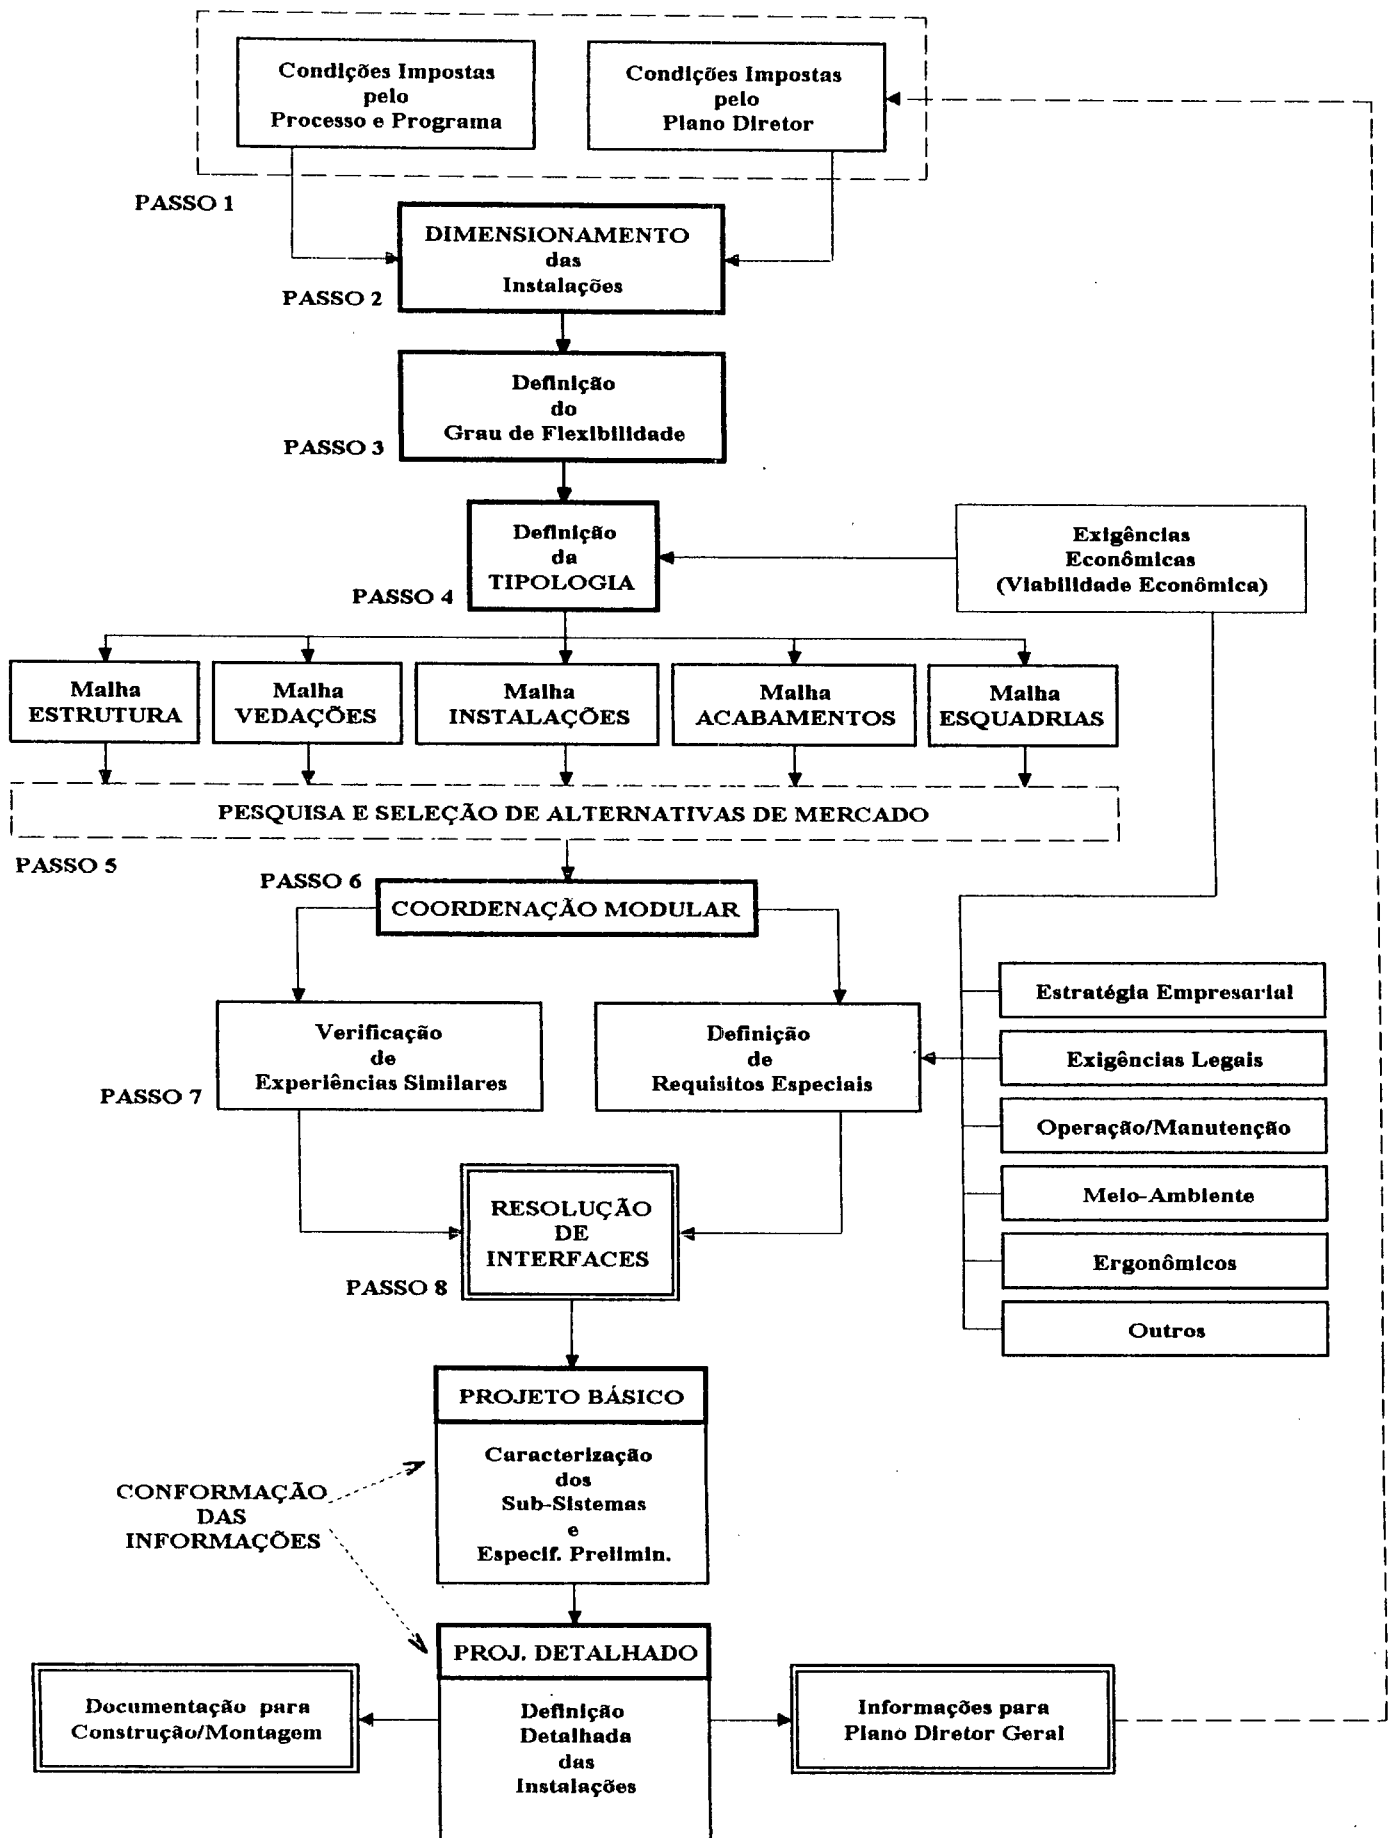 Condições Impostas
pelo
Processo e Programa
Condições Impostas
pelo
Plano Diretor
PASSO 1
DIMENSIONAMENTO
das
Instalações
PASSO 2
Definição
do
Grau de Flexibilidade
PASSO 3
Definição
da
TIPOLOGIA
PASSO 4
Exigências
Econômicas
(Viabilidade Econômica)
Malha
ESTRUTURA
Malha
VEDAÇÕES
Malha
INSTALAÇÕES
Malha
ACABAMENTOS
Malha
ESQUADRIAS
PESQUISA E SELEÇÃO DE ALTERNATIVAS DE MERCADO
PASSO 5
PASSO 6
COORDENAÇÃO MODULAR
Verificação
de
Experiências Similares
PASSO 7
Definição
de
Requisitos Especiais
Estratégia Empresarial
Exigências Legais
Operação/Manutenção
Meio-Ambiente
Ergonômicos
Outros
RESOLUÇÃO
DE
INTERFACES
PASSO 8
PROJETO BÁSICO
Caracterização
dos
Sub-Sistemas
e
Especif. Prelimin.
CONFORMAÇÃO
DAS
INFORMAÇÕES
PROJ. DETALHADO
Definição
Detalhada
das
Instalações
Documentação para
Construção/Montagem
Informações para
Plano Diretor Geral